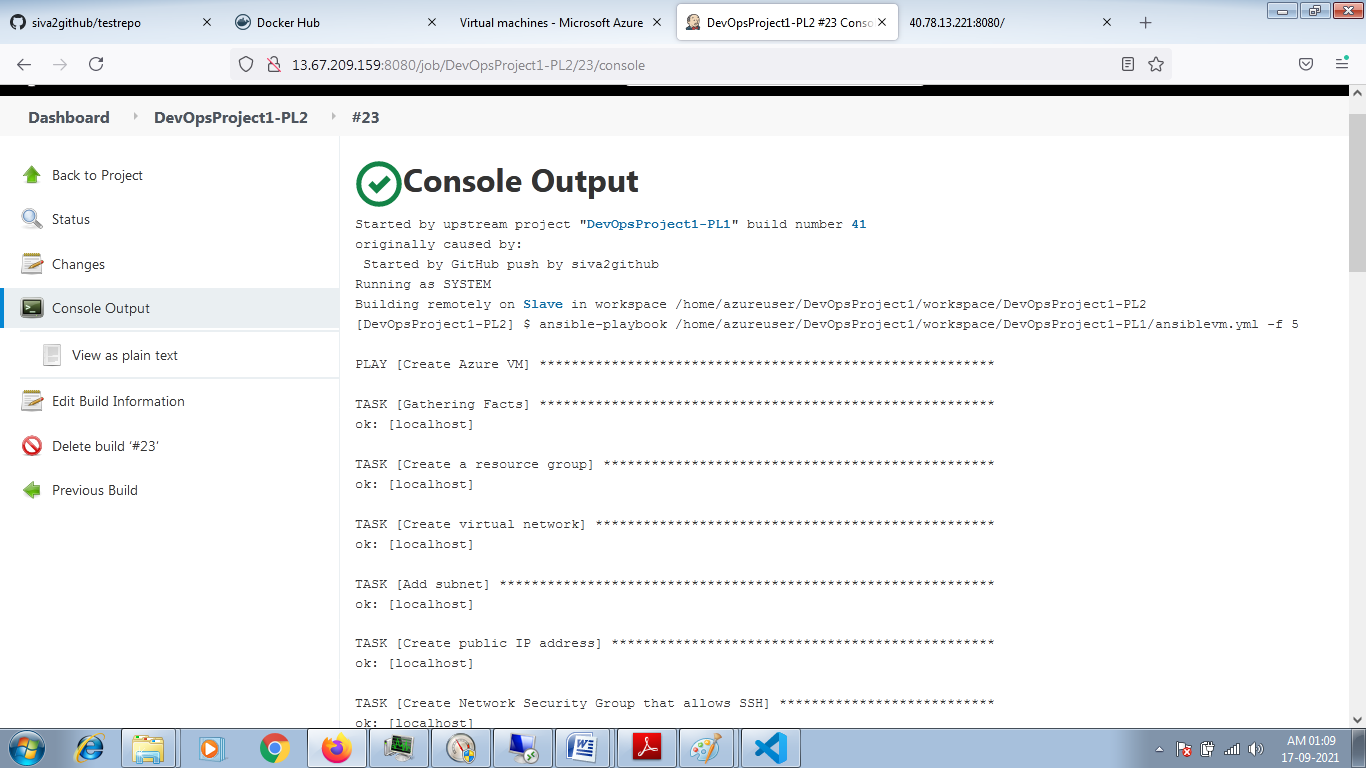 siva2github/testrepo
Docker Hub
Virtual machines - Microsoft Azure
DevOpsProject1-PL2 #23 Conso
40.78.13.221:8080/
13.67.209.159:8080/job/DevOpsProject1-PL2/23/console
Dashboard
DevOpsProject1-PL2
#23
Back to Project
Status
Changes
Console Output
View as plain text
Edit Build Information
Delete build ‘#23’
Previous Build
Console Output
Started by upstream project "DevOpsProject1-PL1" build number 41
originally caused by:
Started by GitHub push by siva2github
Running as SYSTEM
Building remotely on Slave in workspace /home/azureuser/DevOpsProject1/workspace/DevOpsProject1-PL2
[DevOpsProject1-PL2] $ ansible-playbook /home/azureuser/DevOpsProject1/workspace/DevOpsProject1-PL1/ansiblevm.yml -f 5
PLAY [Create Azure VM] *********************************************************
TASK [Gathering Facts] *********************************************************
ok: [localhost]
TASK [Create a resource group] *************************************************
ok: [localhost]
TASK [Create virtual network] **************************************************
ok: [localhost]
TASK [Add subnet] **************************************************************
ok: [localhost]
TASK [Create public IP address] ************************************************
ok: [localhost]
TASK [Create Network Security Group that allows SSH] ***************************
ok: [localhost]
AM 01:09
17-09-2021